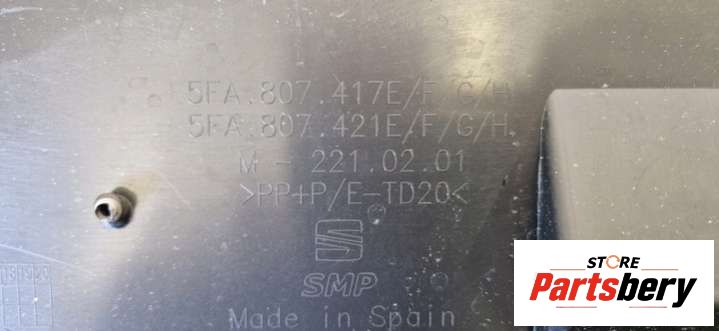 5FA.807.417E/F/G/H
5FA.807.421E/F/G/H
M - 221.02.01
>PP+P/E-TD20<
SMP
Made in Spain
STORE
Partsbery